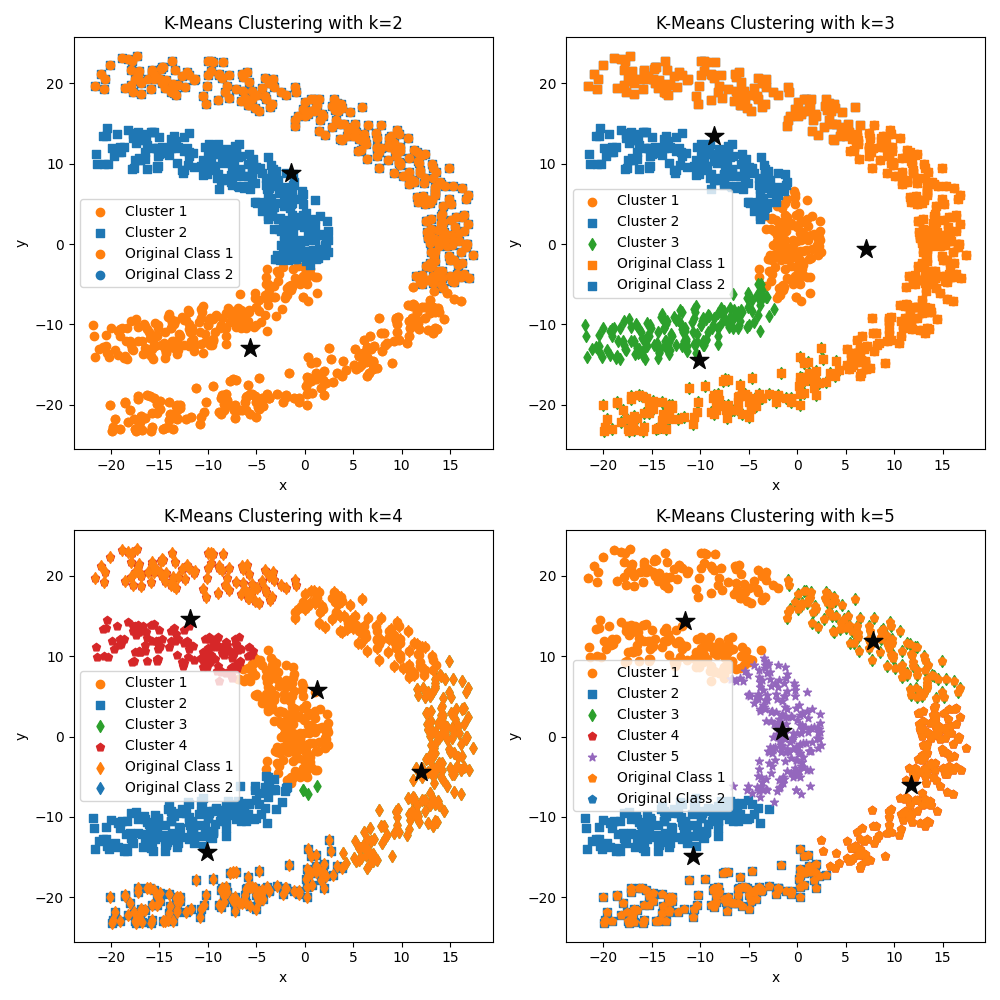 K-Means Clustering with k=2
20
10
0
−10
−20
y
Cluster 1
Cluster 2
Original Class 1
Original Class 2
−20 −15 −10 −5 0 5 10 15
x
K-Means Clustering with k=3
20
10
0
−10
−20
y
Cluster 1
Cluster 2
Cluster 3
Original Class 1
Original Class 2
−20 −15 −10 −5 0 5 10 15
x
K-Means Clustering with k=4
20
10
0
−10
−20
y
Cluster 1
Cluster 2
Cluster 3
Cluster 4
Original Class 1
Original Class 2
−20 −15 −10 −5 0 5 10 15
x
K-Means Clustering with k=5
20
10
0
−10
−20
y
Cluster 1
Cluster 2
Cluster 3
Cluster 4
Cluster 5
Original Class 1
Original Class 2
−20 −15 −10 −5 0 5 10 15
x